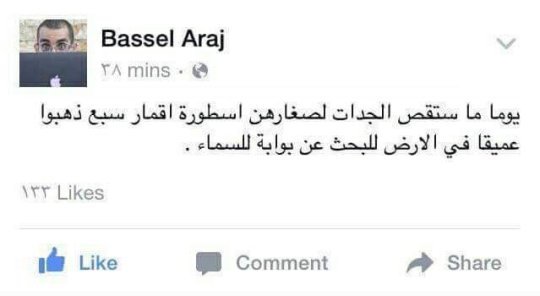 Bassel Araj
٣٨ mins ·
يوما ما ستقص الجدات لصغارهن اسطورة اقمار سبع ذهبوا
عميقا في الارض للبحث عن بوابة للسماء .
١٣٣ Likes
Like Comment Share